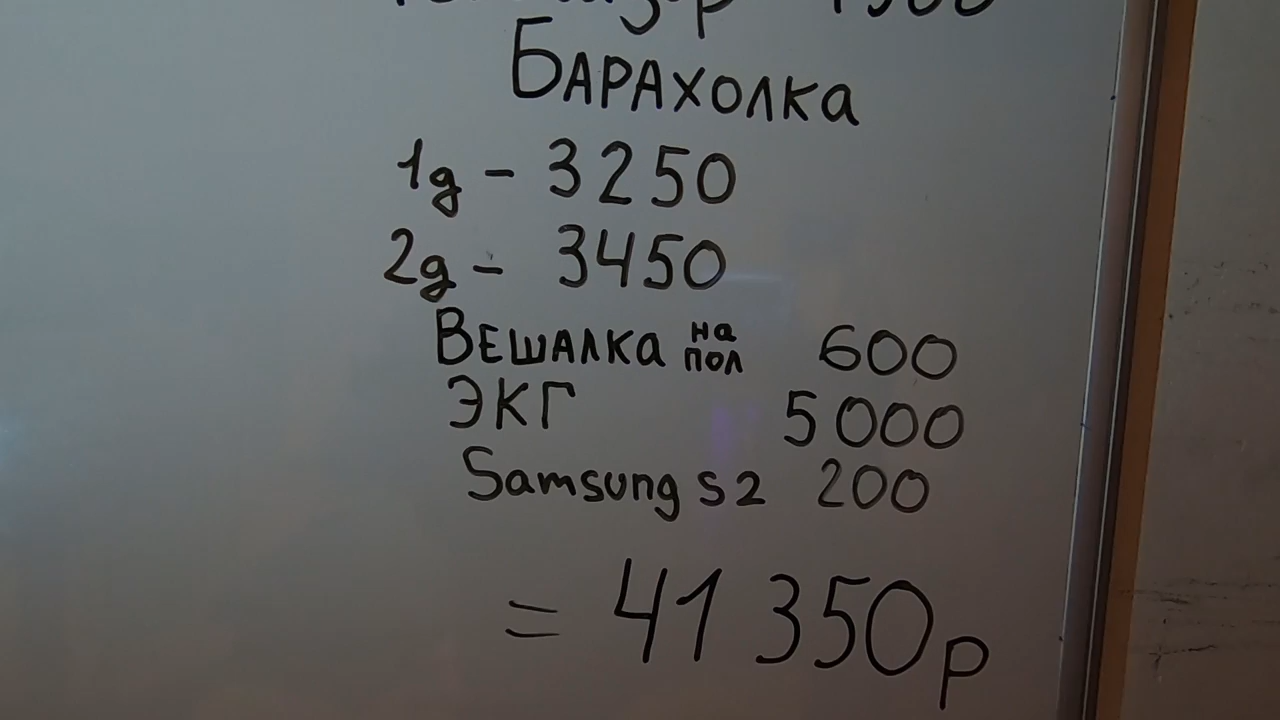 БАРАХОЛКА
1g - 3250
2g - 3450
ВЕШАЛКА на пол 600
ЭКГ 5000
Samsung s2 200
= 41 350р